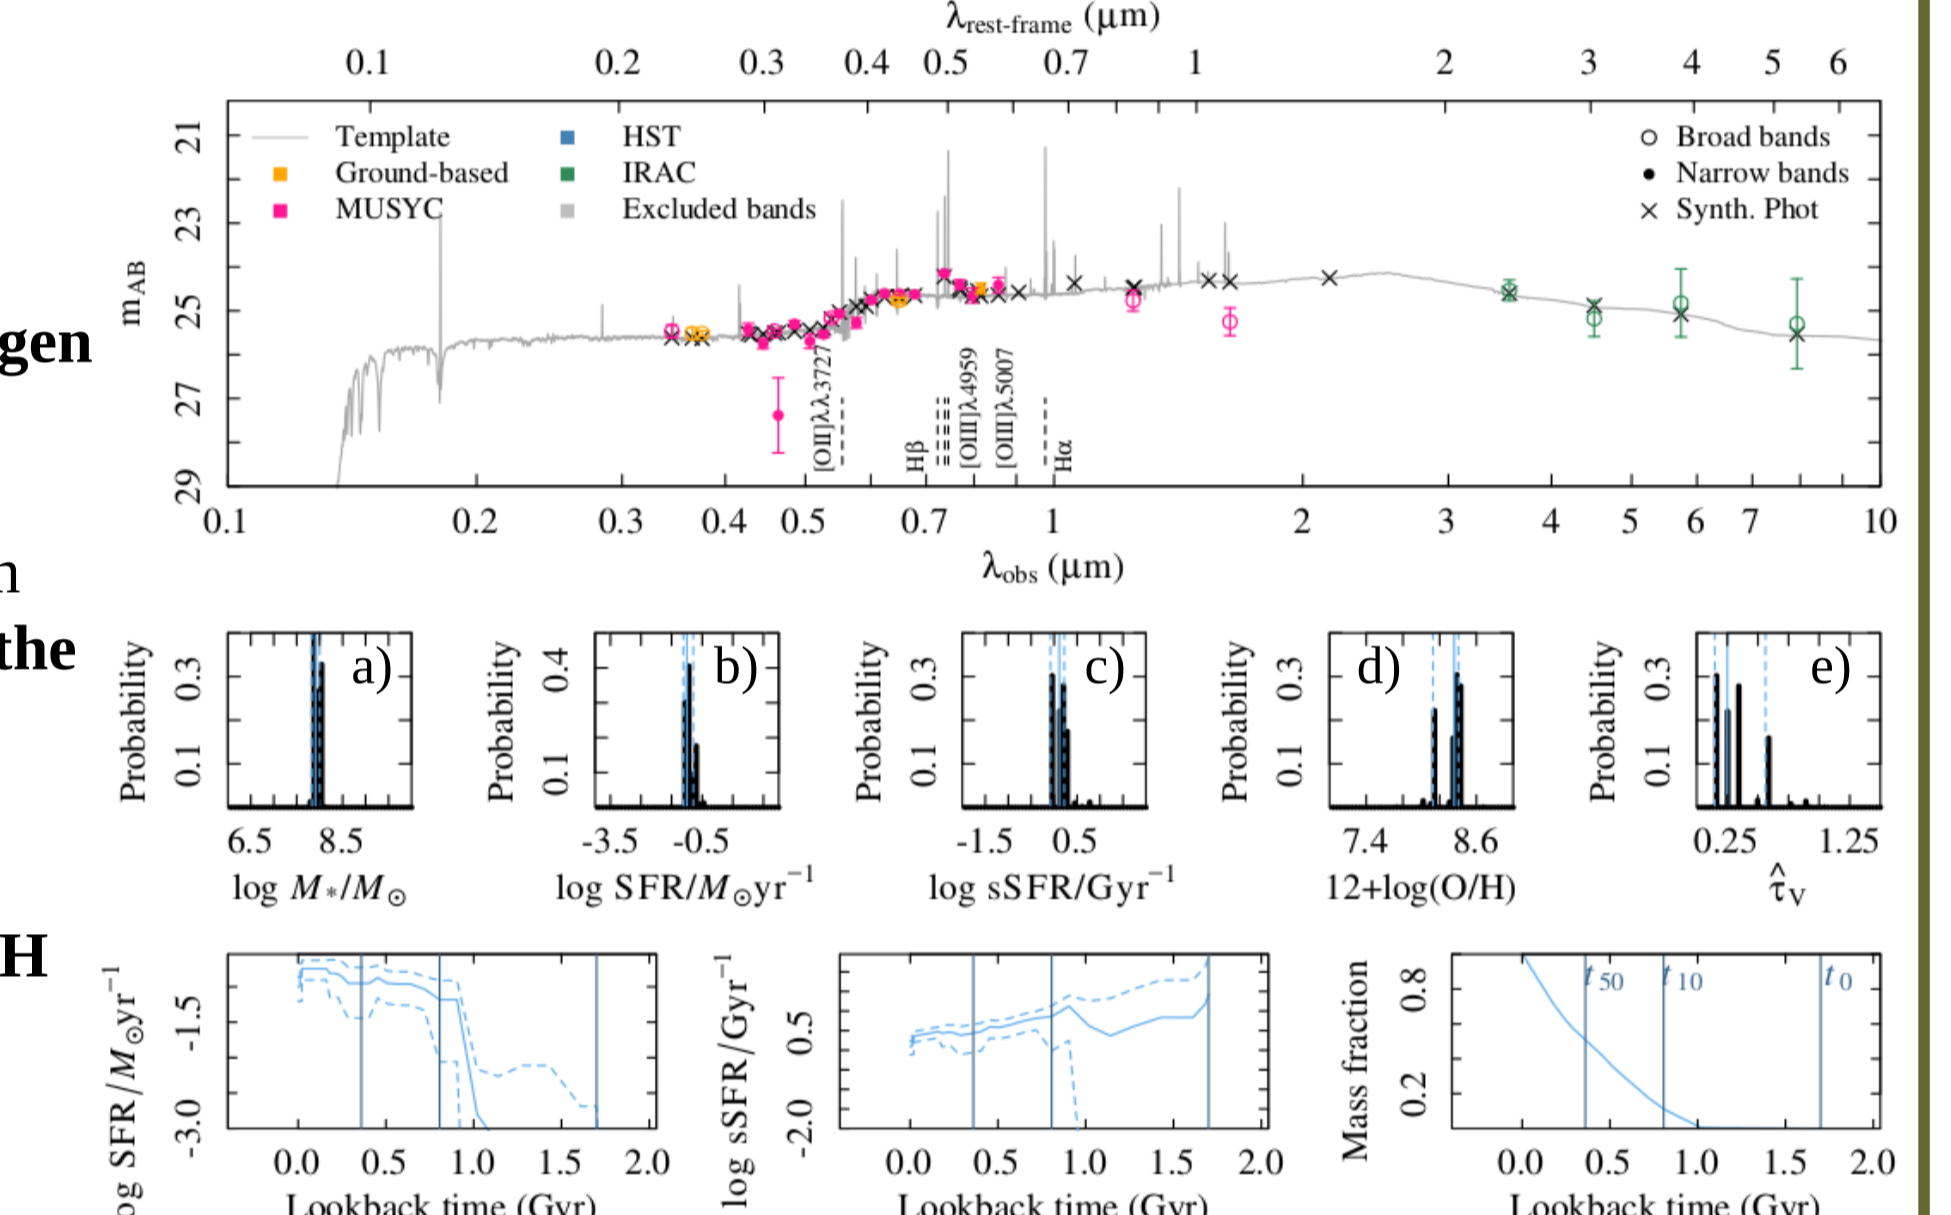 λrest-frame (μm)
0.1 0.2 0.3 0.4 0.5 0.7 1 2 3 4 5 6
mAB
21 23 25 27 29
Template
Ground-based
MUSYC
HST
IRAC
Excluded bands
Broad bands
Narrow bands
Synth. Phot
[OII]λλ3727
Hβ
[OIII]λ4959
[OIII]λ5007
Hα
0.1 0.2 0.3 0.4 0.5 0.7 1 2 3 4 5 6 7 10
λobs (μm)
gen
n
the
H
Probability
0.1 0.3
a)
6.5 8.5
log M*/M⊙
Probability
0.1 0.4
b)
-3.5 -0.5
log SFR/M⊙yr−1
Probability
0.1 0.3
c)
-1.5 0.5
log sSFR/Gyr−1
Probability
0.1 0.3
d)
7.4 8.6
12+log(O/H)
Probability
0.1 0.3
e)
0.25 1.25
τ̂V
og SFR/M⊙yr−1
-3.0 -1.5
0.0 0.5 1.0 1.5 2.0
Lookback time (Gyr)
log sSFR/Gyr−1
-2.0 0.5
0.0 0.5 1.0 1.5 2.0
Lookback time (Gyr)
Mass fraction
0.2 0.8
t50
t10
t0
0.0 0.5 1.0 1.5 2.0
Lookback time (Gyr)